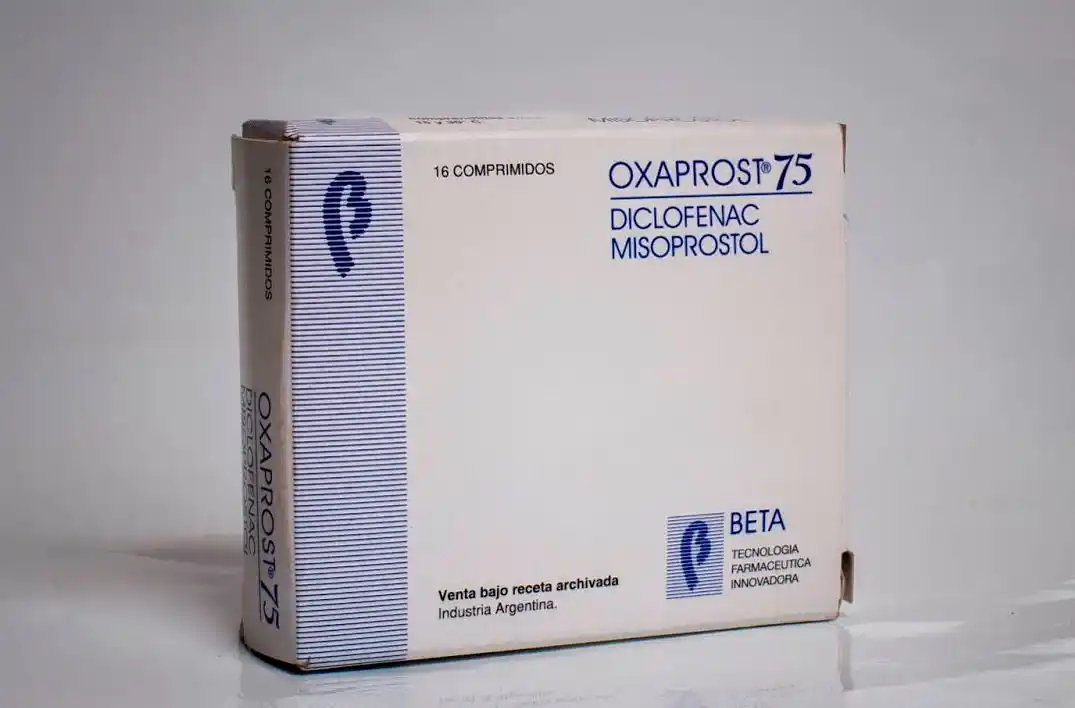 16 COMPRIMIDOS
OXAPROST® 75
DICLOFENAC
MISOPROSTOL
β
BETA
TECNOLOGIA
FARMACEUTICA
INNOVADORA
β
Venta bajo receta archivada
Industria Argentina.
16 COMPRIMIDOS
OXAPROST® 75
DICLOFENAC